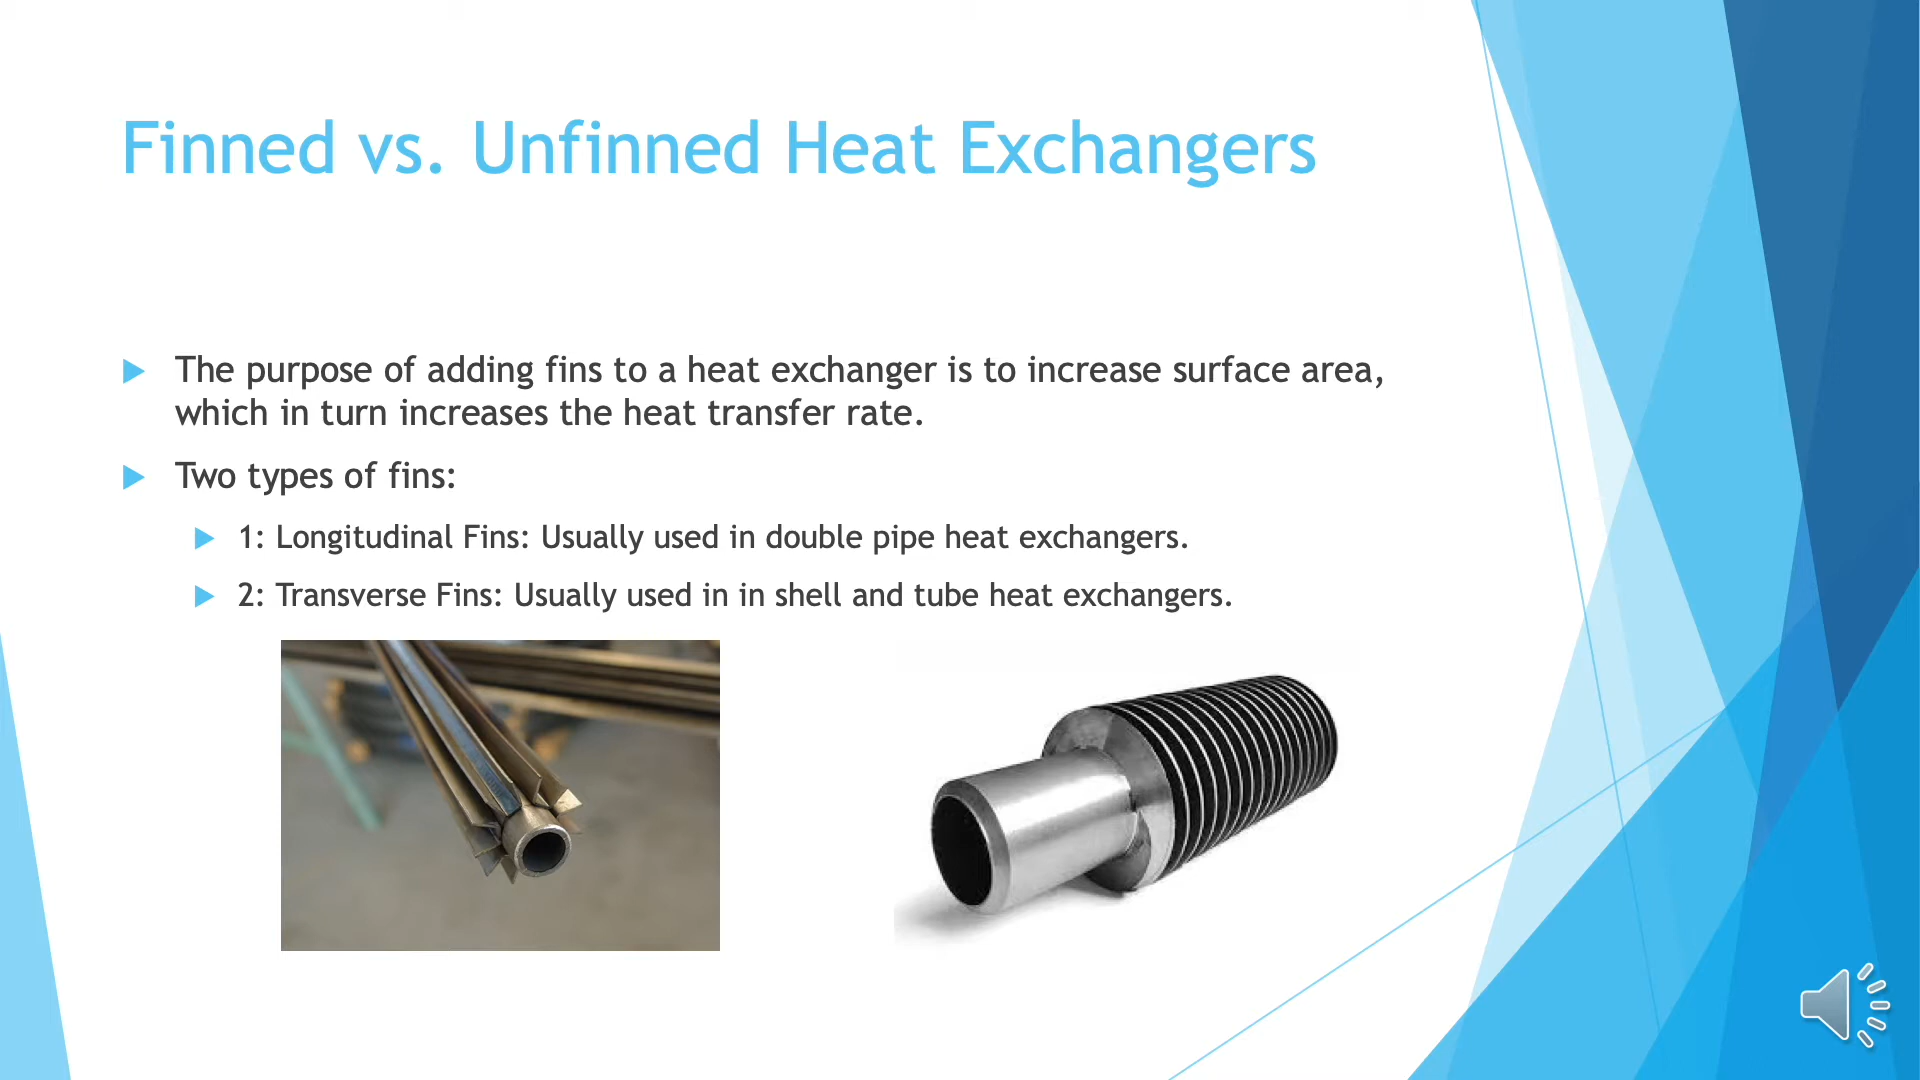 Finned vs. Unfinned Heat Exchangers
The purpose of adding fins to a heat exchanger is to increase surface area,
which in turn increases the heat transfer rate.
Two types of fins:
1: Longitudinal Fins: Usually used in double pipe heat exchangers.
2: Transverse Fins: Usually used in in shell and tube heat exchangers.